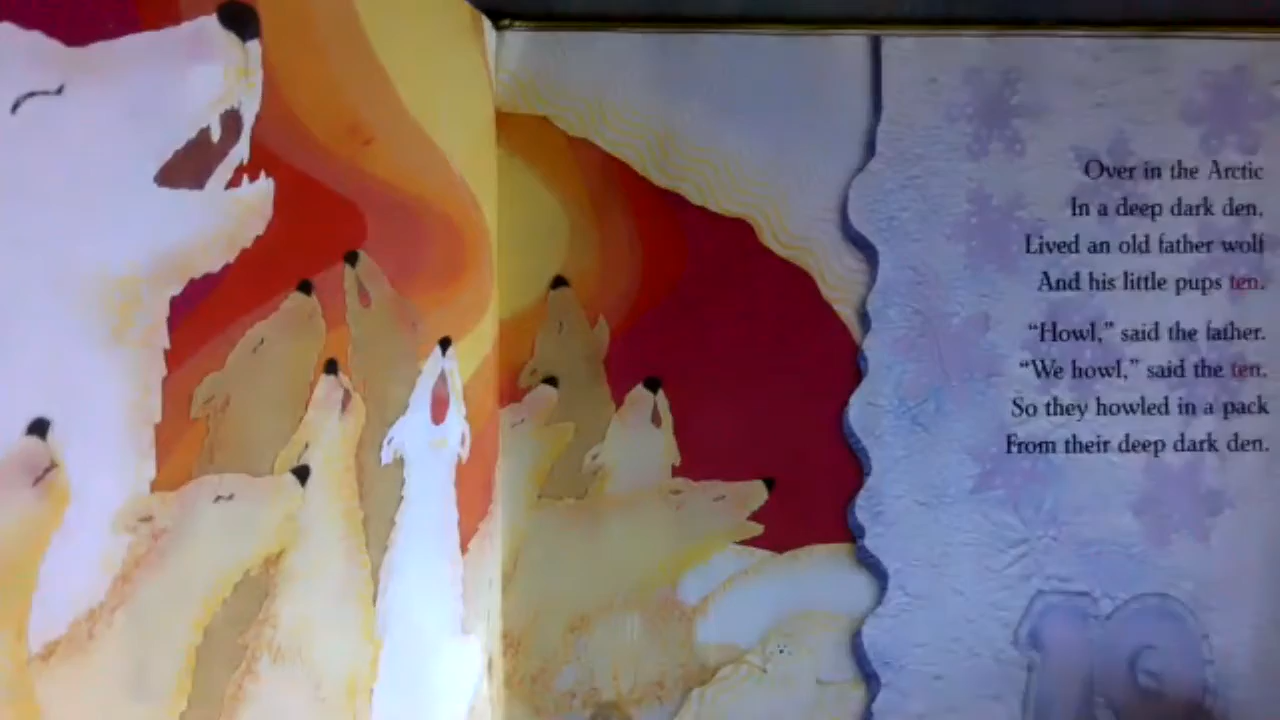 Over in the Arctic
In a deep dark den,
Lived an old father wolf
And his little pups ten.
"Howl," said the father.
"We howl," said the ten.
So they howled in a pack
From their deep dark den.
10